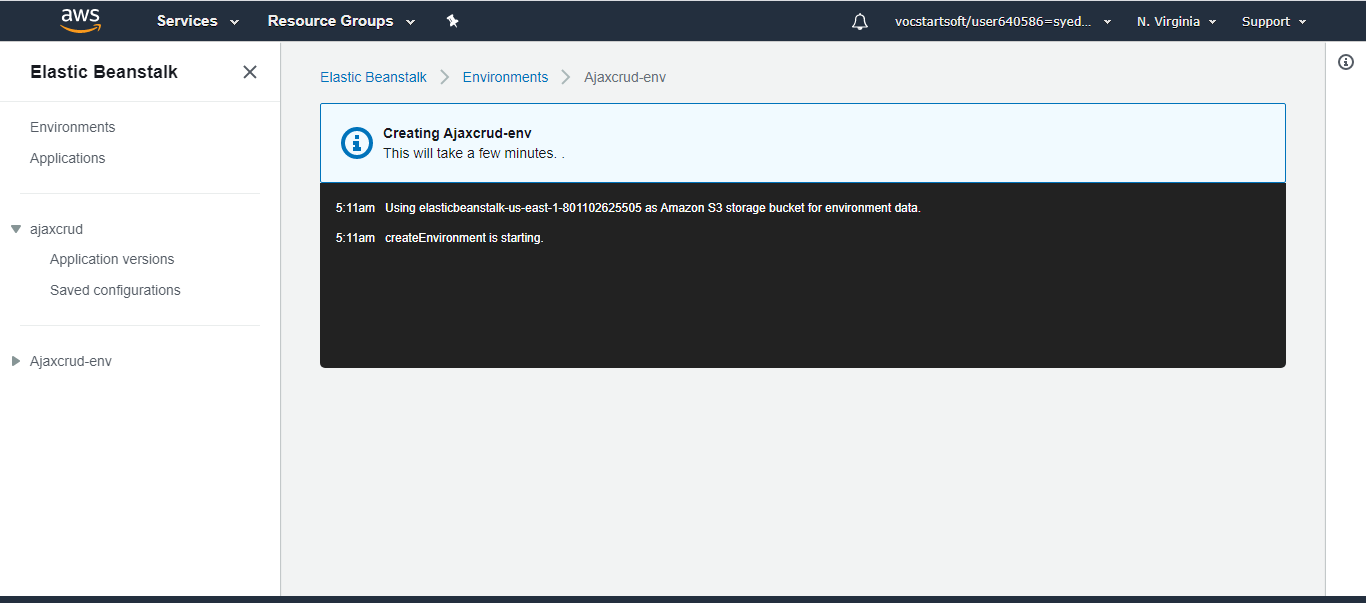 aws Services Resource Groups vocstartsoft/user640586=syed... N. Virginia Support
Elastic Beanstalk
Environments
Applications
ajaxcrud
Application versions
Saved configurations
Ajaxcrud-env
Elastic Beanstalk Environments Ajaxcrud-env
Creating Ajaxcrud-env
This will take a few minutes. .
5:11am Using elasticbeanstalk-us-east-1-801102625505 as Amazon S3 storage bucket for environment data.
5:11am createEnvironment is starting.